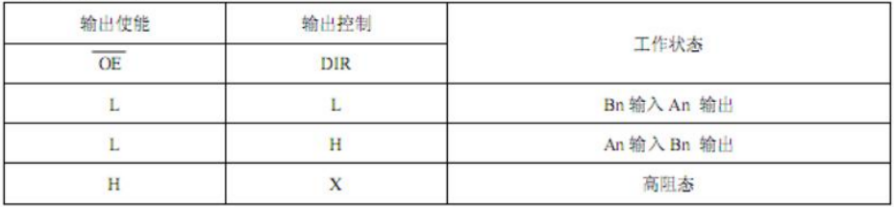 输出使能 输出控制 工作状态
OE DIR
L L Bn 输入 An 输出
L H An 输入 Bn 输出
H X 高阻态